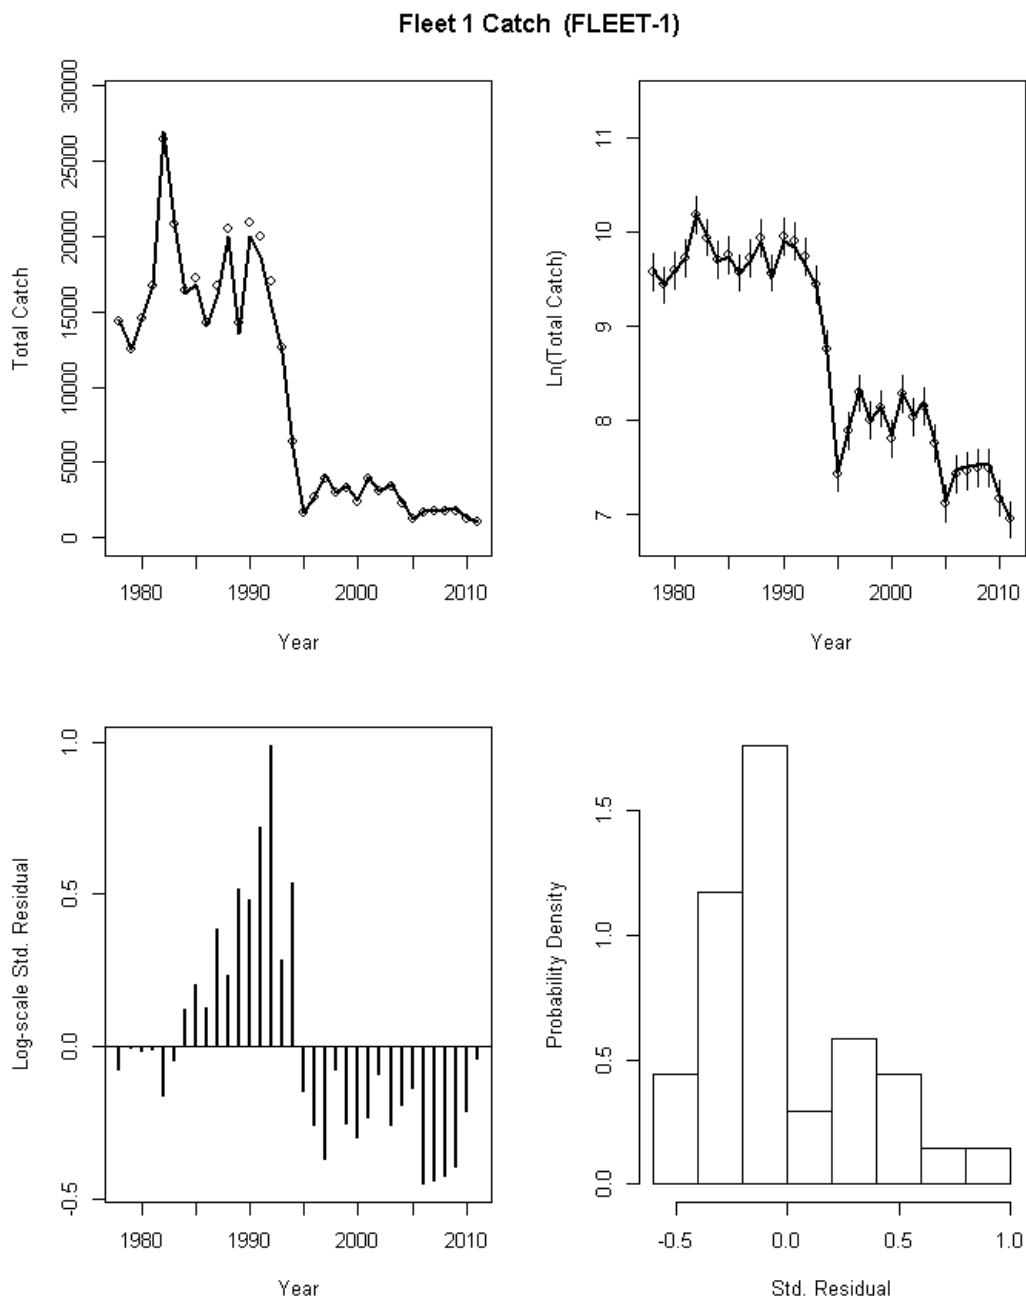 Fleet 1 Catch (FLEET-1)
Total Catch
30000
25000
20000
15000
10000
5000
0
1980 1990 2000 2010
Year
Ln(Total Catch)
11
10
9
8
7
1980 1990 2000 2010
Year
Log-scale Std. Residual
1.0
0.5
0.0
-0.5
1980 1990 2000 2010
Year
Probability Density
1.5
1.0
0.5
0.0
-0.5 0.0 0.5 1.0
Std. Residual